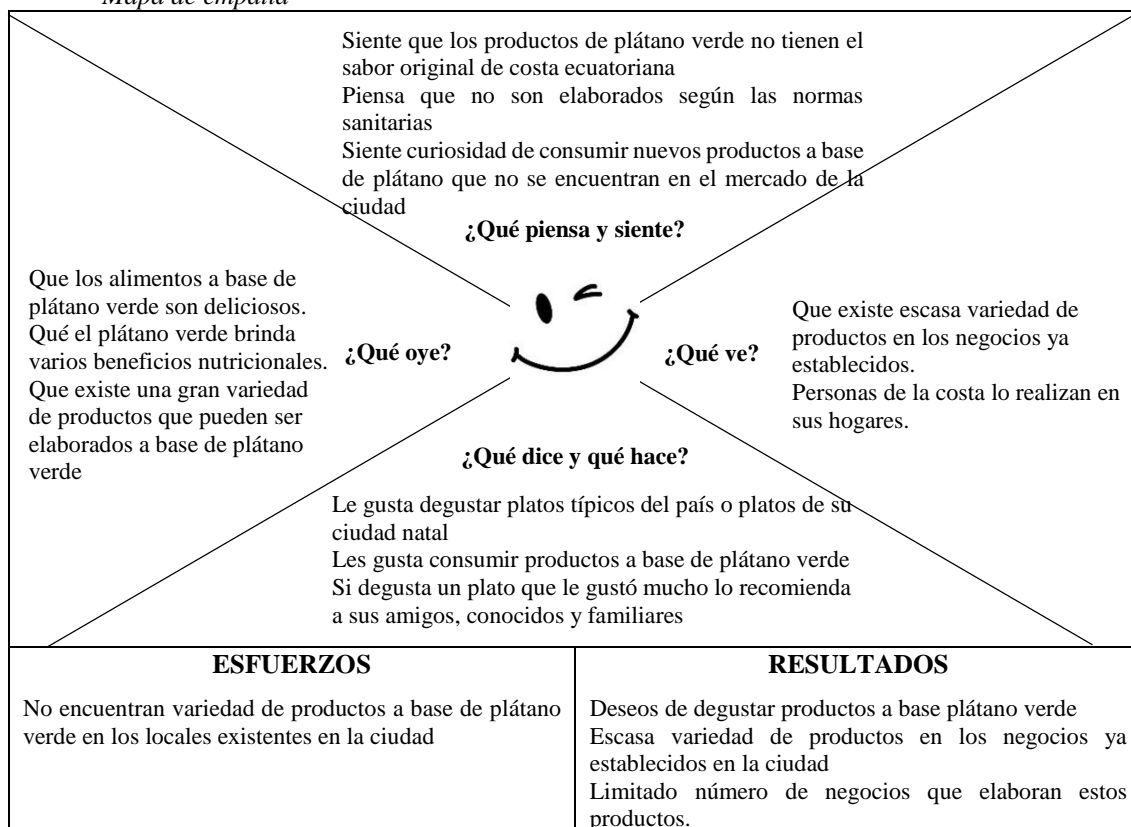 Mapa de empatía
Siente que los productos de plátano verde no tienen el
sabor original de costa ecuatoriana
Piensa que no son elaborados según las normas
sanitarias
Siente curiosidad de consumir nuevos productos a base
de plátano que no se encuentran en el mercado de la
ciudad
¿Qué piensa y siente?
Que los alimentos a base de
plátano verde son deliciosos.
Qué el plátano verde brinda
varios beneficios nutricionales.
Que existe una gran variedad
de productos que pueden ser
elaborados a base de plátano
verde
¿Qué oye?
¿Qué ve?
Que existe escasa variedad de
productos en los negocios ya
establecidos.
Personas de la costa lo realizan en
sus hogares.
¿Qué dice y qué hace?
Le gusta degustar platos típicos del país o platos de su
ciudad natal
Les gusta consumir productos a base de plátano verde
Si degusta un plato que le gustó mucho lo recomienda
a sus amigos, conocidos y familiares
ESFUERZOS
No encuentran variedad de productos a base de plátano
verde en los locales existentes en la ciudad
RESULTADOS
Deseos de degustar productos a base plátano verde
Escasa variedad de productos en los negocios ya
establecidos en la ciudad
Limitado número de negocios que elaboran estos
productos.